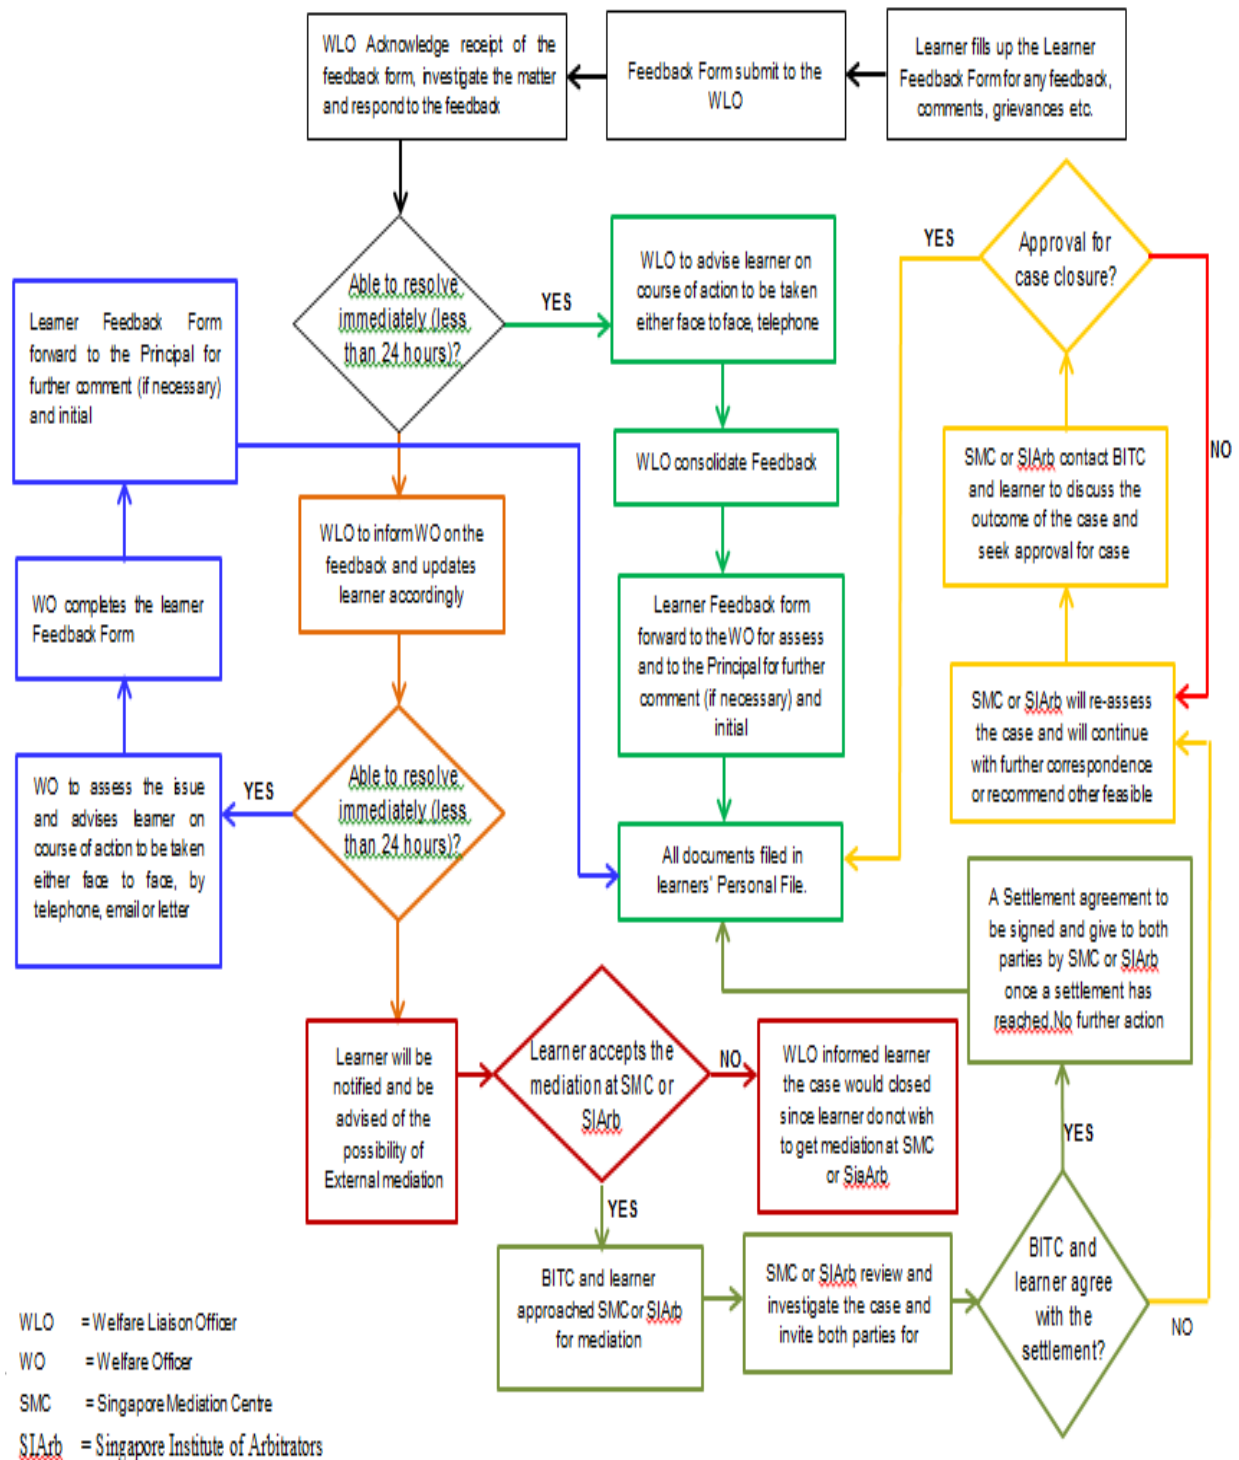 WLO Acknowledge receipt of the
feedback form, investigate the matter
and respond to the feedback
Feedback Form submit to the
WLO
Learner fills up the Learner
Feedback Form for any feedback,
comments, grievances etc.
Able to resolve
immediately (less
than 24 hours)?
YES
WLO to advise learner on
course of action to be taken
either face to face, telephone
YES
Approval for
case closure?
NO
Learner Feedback Form
forward to the Principal for
further comment (if necessary)
and initial
WLO consolidate Feedback
SMC or SIArb contact BITC
and learner to discuss the
outcome of the case and
seek approval for case
WLO to inform WO on the
feedback and updates
learner accordingly
WO completes the learner
Feedback Form
Learner Feedback form
forward to the WO for assess
and to the Principal for further
comment (if necessary) and
initial
SMC or SIArb will re-assess
the case and will continue
with further correspondence
or recommend other feasible
WO to assess the issue
and advises learner on
course of action to be taken
either face to face, by
telephone, email or letter
YES
Able to resolve
immediately (less
than 24 hours)?
All documents filed in
learners' Personal File.
A Settlement agreement to
be signed and give to both
parties by SMC or SIArb
once a settlement has
reached.No further action
Learner will be
notified and be
advised of the
possibility of
External mediation
Learner accepts the
mediation at SMC or
SIArb
NO
WLO informed learner
the case would closed
since learner do not wish
to get mediation at SMC
or SiaArb
YES
YES
BITC and learner
approached SMC or SIArb
for mediation
SMC or SIArb review and
investigate the case and
invite both parties for
BITC and
learner agree
with the
settlement?
NO
WLO = Welfare Liaison Officer
WO = Welfare Officer
SMC = Singapore Mediation Centre
SIArb = Singapore Institute of Arbitrators